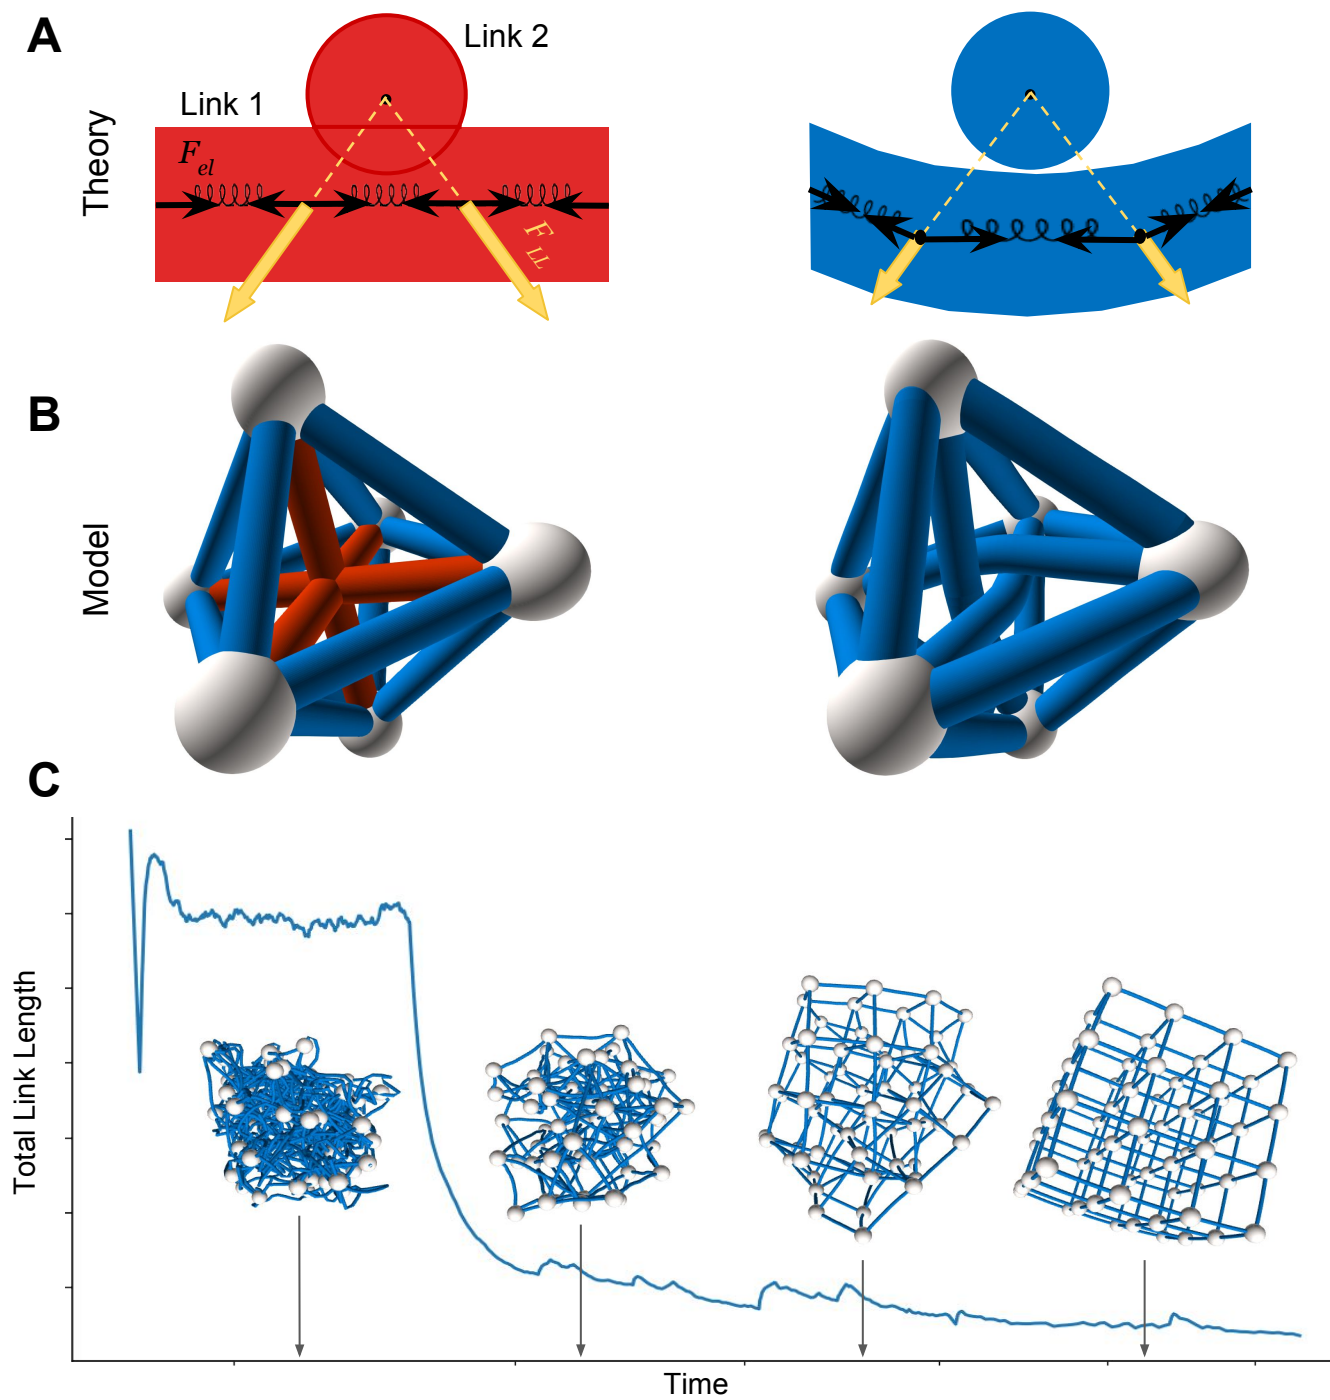 A
Link 2
Link 1
F_el
F_LL
Theory
B
Model
C
Total Link Length
Time